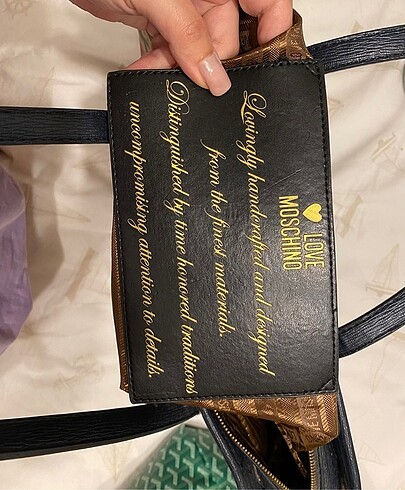 LOVE
MOSCHINO
Lovingly handcrafted and designed
from the finest materials.
Distinguished by time honored traditions
uncompromising attention to details.